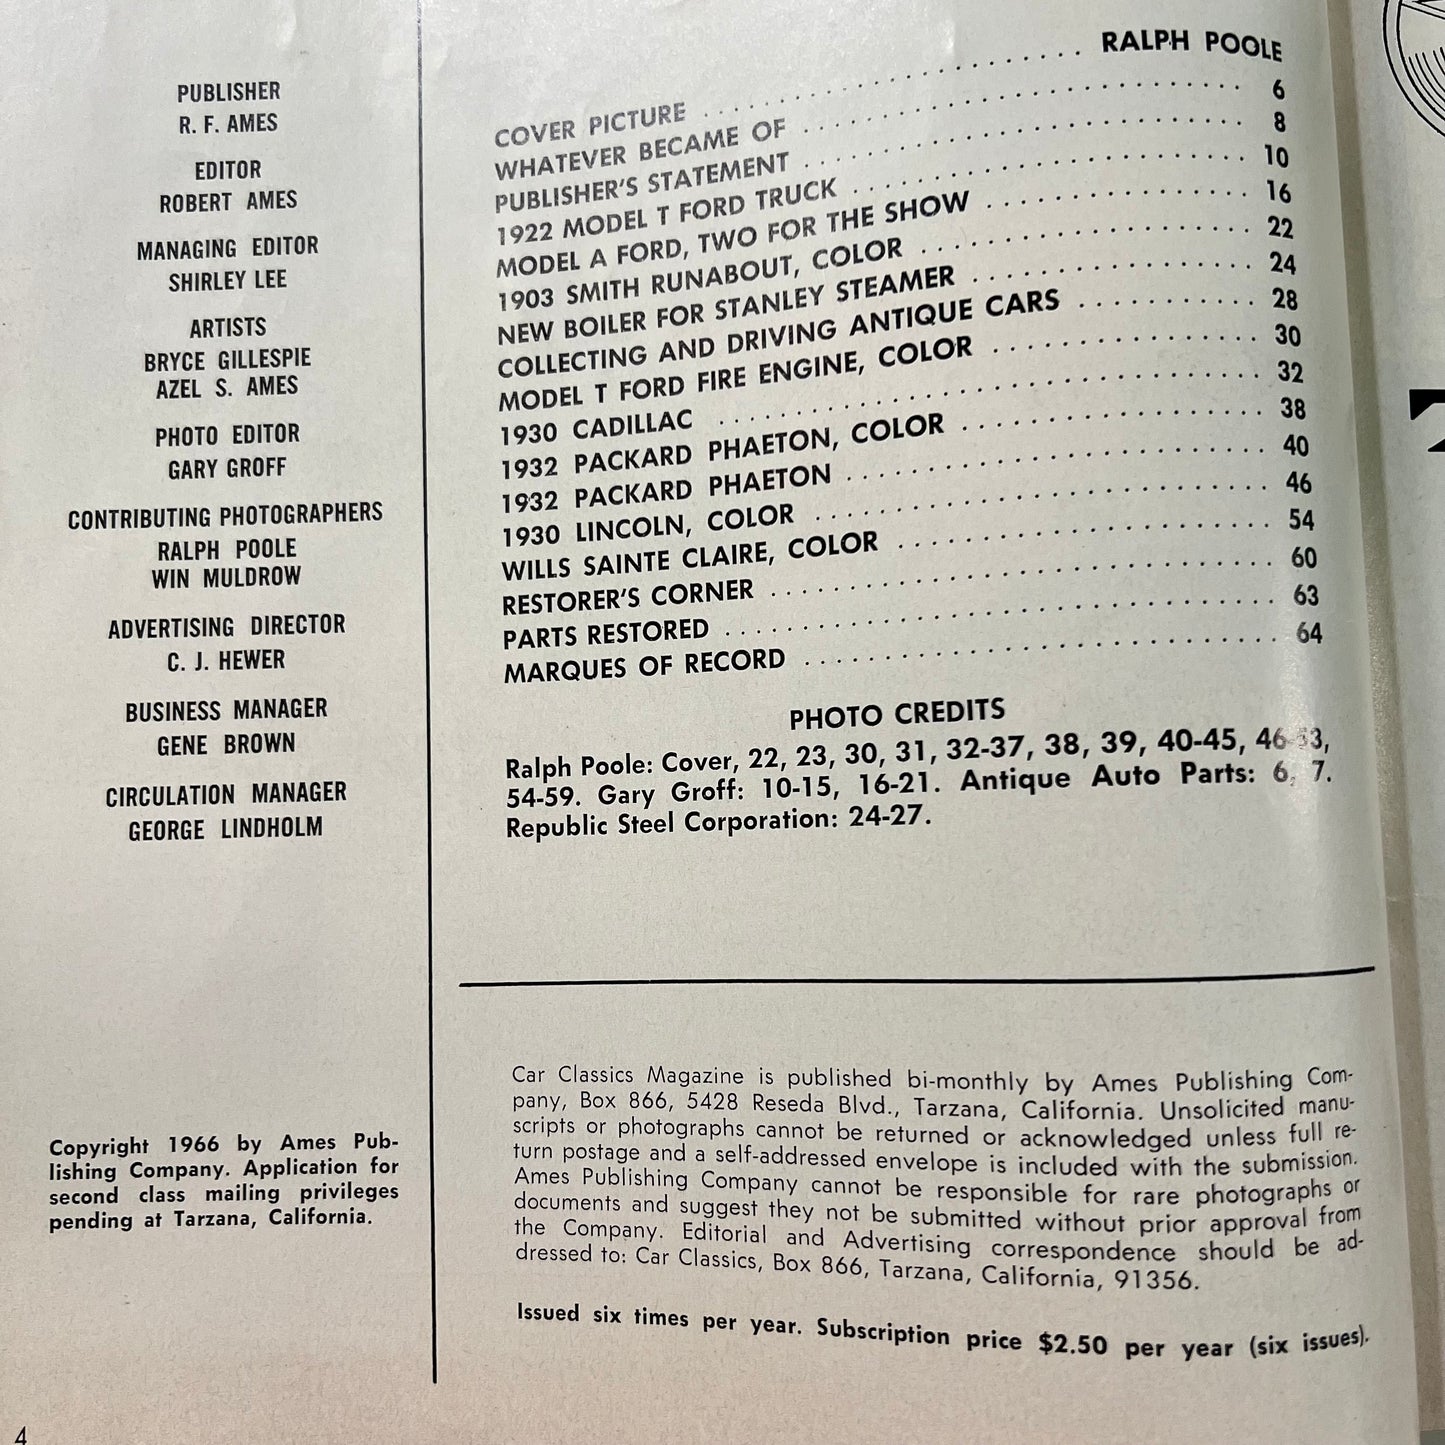 PUBLISHER
R. F. AMES
EDITOR
ROBERT AMES
MANAGING EDITOR
SHIRLEY LEE
ARTISTS
BRYCE GILLESPIE
AZEL S. AMES
PHOTO EDITOR
GARY GROFF
CONTRIBUTING PHOTOGRAPHERS
RALPH POOLE
WIN MULDROW
ADVERTISING DIRECTOR
C. J. HEWER
BUSINESS MANAGER
GENE BROWN
CIRCULATION MANAGER
GEORGE LINDHOLM
Copyright 1966 by Ames Pub-
lishing Company. Application for
second class mailing privileges
pending at Tarzana, California.
4
COVER PICTURE . . . . . . . . . . . . . . . . RALPH POOLE
WHATEVER BECAME OF . . . . . . . . . . . . . . . . 6
PUBLISHER'S STATEMENT . . . . . . . . . . . . . . . . 8
1922 MODEL T FORD TRUCK . . . . . . . . . . . . . . . . 10
MODEL A FORD, TWO FOR THE SHOW . . . . . . . . . . . . . . . . 16
1903 SMITH RUNABOUT, COLOR . . . . . . . . . . . . . . . . 22
NEW BOILER FOR STANLEY STEAMER . . . . . . . . . . . . . . . . 24
COLLECTING AND DRIVING ANTIQUE CARS . . . . . . . . . . . . 28
MODEL T FORD FIRE ENGINE, COLOR . . . . . . . . . . . . . . . . 30
1930 CADILLAC . . . . . . . . . . . . . . . . 32
1932 PACKARD PHAETON, COLOR . . . . . . . . . . . . . . . . 38
1932 PACKARD PHAETON . . . . . . . . . . . . . . . . 40
1930 LINCOLN, COLOR . . . . . . . . . . . . . . . . 46
WILLS SAINTE CLAIRE, COLOR . . . . . . . . . . . . . . . . 54
RESTORER'S CORNER . . . . . . . . . . . . . . . . 60
PARTS RESTORED . . . . . . . . . . . . . . . . 63
MARQUES OF RECORD . . . . . . . . . . . . . . . . 64
PHOTO CREDITS
Ralph Poole: Cover, 22, 23, 30, 31, 32-37, 38, 39, 40-45, 46-53,
54-59. Gary Groff: 10-15, 16-21. Antique Auto Parts: 6, 7.
Republic Steel Corporation: 24-27.
Car Classics Magazine is published bi-monthly by Ames Publishing Com-
pany, Box 866, 5428 Reseda Blvd., Tarzana, California. Unsolicited manu-
scripts or photographs cannot be returned or acknowledged unless full re-
turn postage and a self-addressed envelope is included with the submission.
Ames Publishing Company cannot be responsible for rare photographs or
documents and suggest they not be submitted without prior approval from
the Company. Editorial and Advertising correspondence should be ad-
dressed to: Car Classics, Box 866, Tarzana, California, 91356.
Issued six times per year. Subscription price $2.50 per year (six issues).